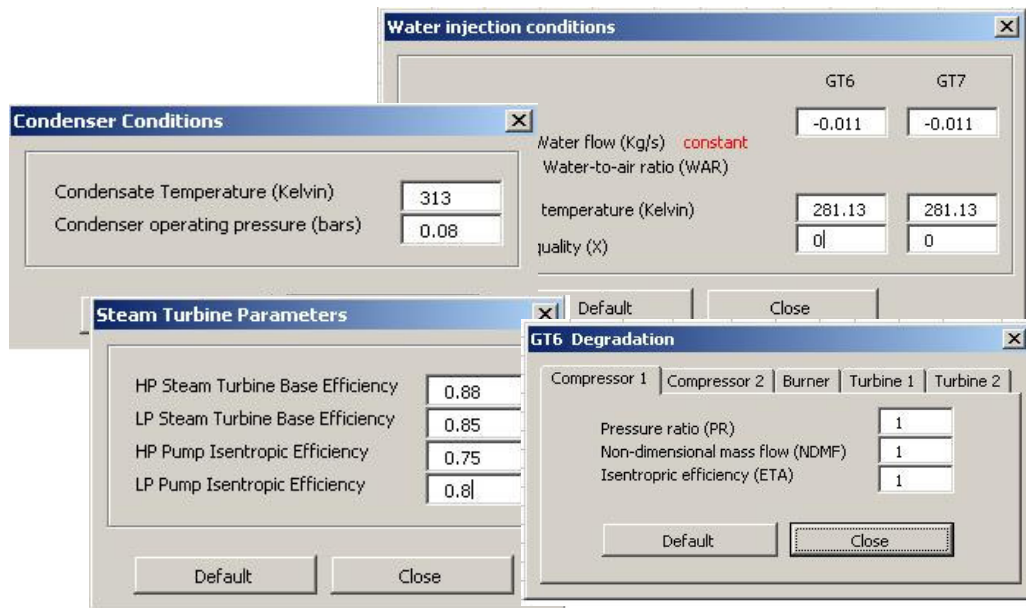 Water injection conditions
GT6 GT7
-0.011 -0.011
Water flow (Kg/s) constant
Water-to-air ratio (WAR)
temperature (Kelvin) 281.13 281.13
quality (X) 0 0
Default Close
Condenser Conditions
Condensate Temperature (Kelvin) 313
Condenser operating pressure (bars) 0.08
Steam Turbine Parameters
HP Steam Turbine Base Efficiency 0.88
LP Steam Turbine Base Efficiency 0.85
HP Pump Isentropic Efficiency 0.75
LP Pump Isentropic Efficiency 0.8
Default Close
GT6 Degradation
Compressor 1 Compressor 2 Burner Turbine 1 Turbine 2
Pressure ratio (PR) 1
Non-dimensional mass flow (NDMF) 1
Isentropric efficiency (ETA) 1
Default Close